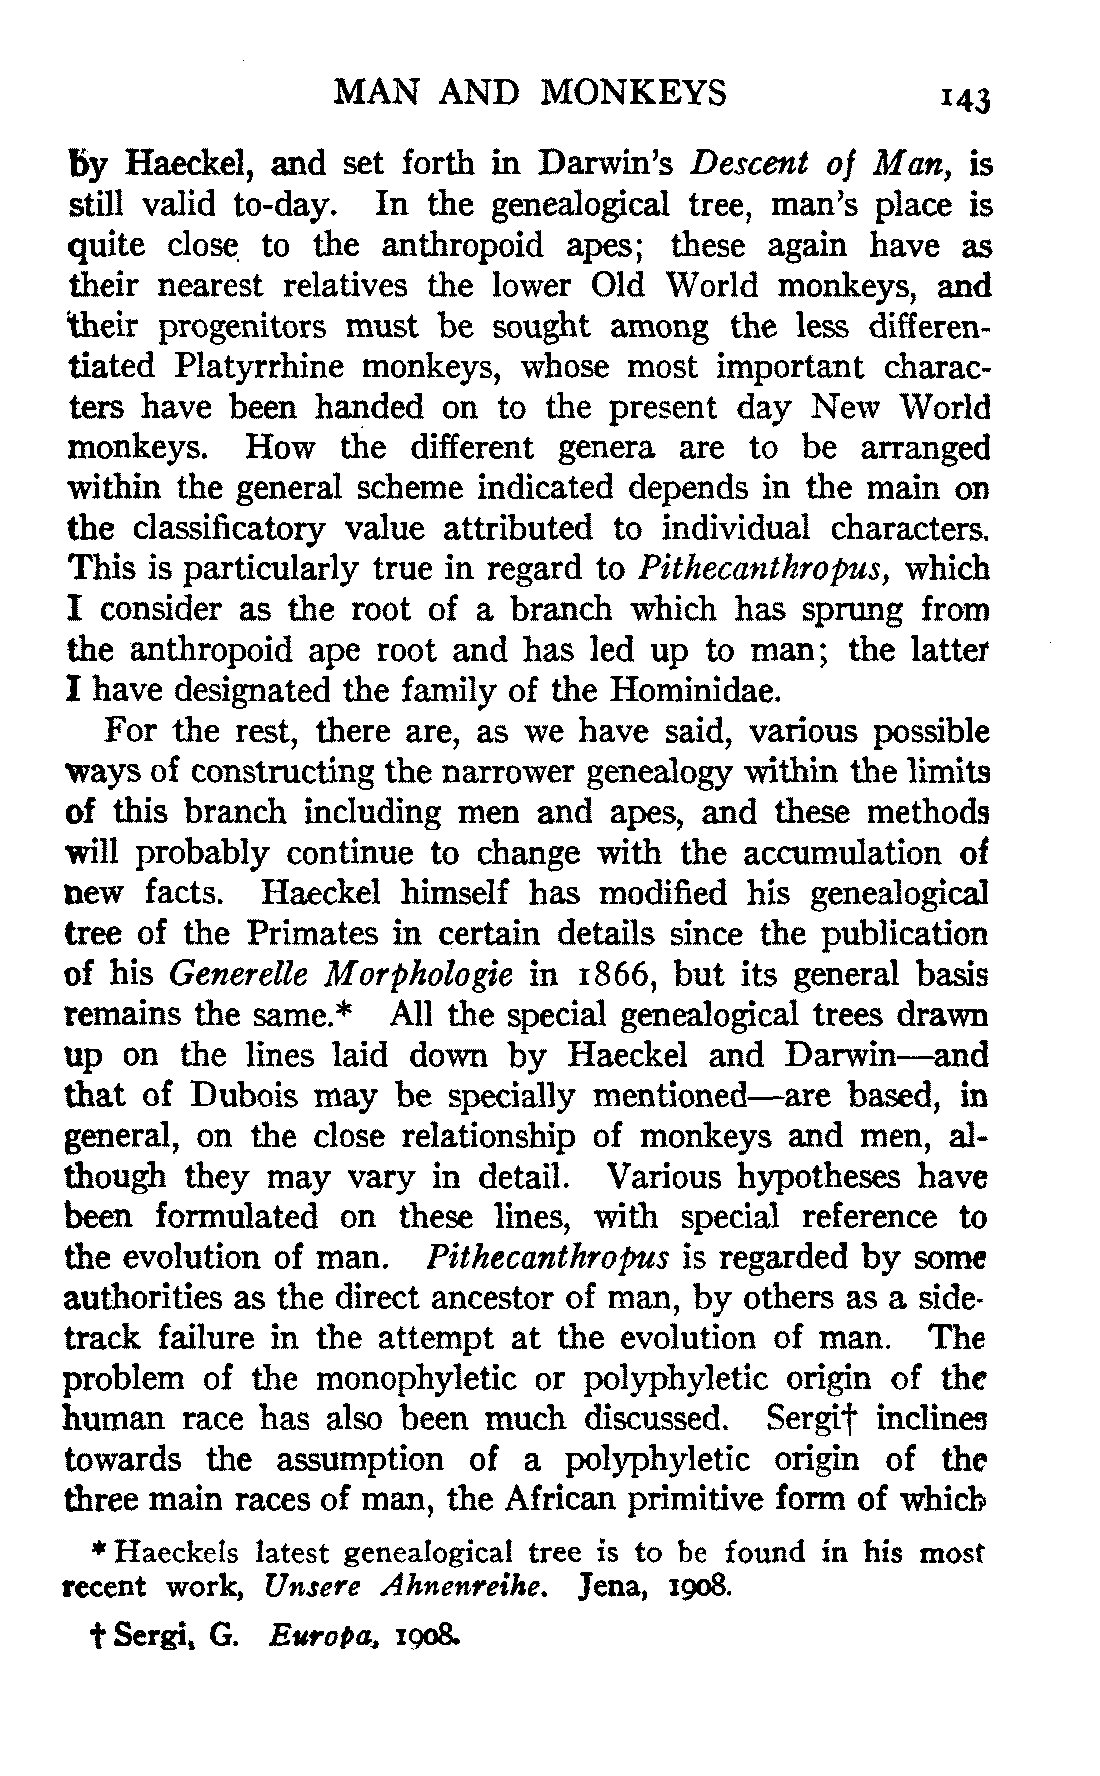 MAN AND MONKEYS 143
by Haeckel, and set forth in Darwin's Descent of Man, is
still valid to-day. In the genealogical tree, man's place is
quite close to the anthropoid apes; these again have as
their nearest relatives the lower Old World monkeys, and
their progenitors must be sought among the less differen-
tiated Platyrrhine monkeys, whose most important charac-
ters have been handed on to the present day New World
monkeys. How the different genera are to be arranged
within the general scheme indicated depends in the main on
the classificatory value attributed to individual characters.
This is particularly true in regard to Pithecanthropus, which
I consider as the root of a branch which has sprung from
the anthropoid ape root and has led up to man; the latter
I have designated the family of the Hominidae.
For the rest, there are, as we have said, various possible
ways of constructing the narrower genealogy within the limits
of this branch including men and apes, and these methods
will probably continue to change with the accumulation of
new facts. Haeckel himself has modified his genealogical
tree of the Primates in certain details since the publication
of his Generelle Morphologie in 1866, but its general basis
remains the same.* All the special genealogical trees drawn
up on the lines laid down by Haeckel and Darwin—and
that of Dubois may be specially mentioned—are based, in
general, on the close relationship of monkeys and men, al-
though they may vary in detail. Various hypotheses have
been formulated on these lines, with special reference to
the evolution of man. Pithecanthropus is regarded by some
authorities as the direct ancestor of man, by others as a side-
track failure in the attempt at the evolution of man. The
problem of the monophyletic or polyphyletic origin of the
human race has also been much discussed. Sergi† inclines
towards the assumption of a polyphyletic origin of the
three main races of man, the African primitive form of which
* Haeckels latest genealogical tree is to be found in his most
recent work, Unsere Ahnenreihe. Jena, 1908.
† Sergi, G. Europa, 1908.